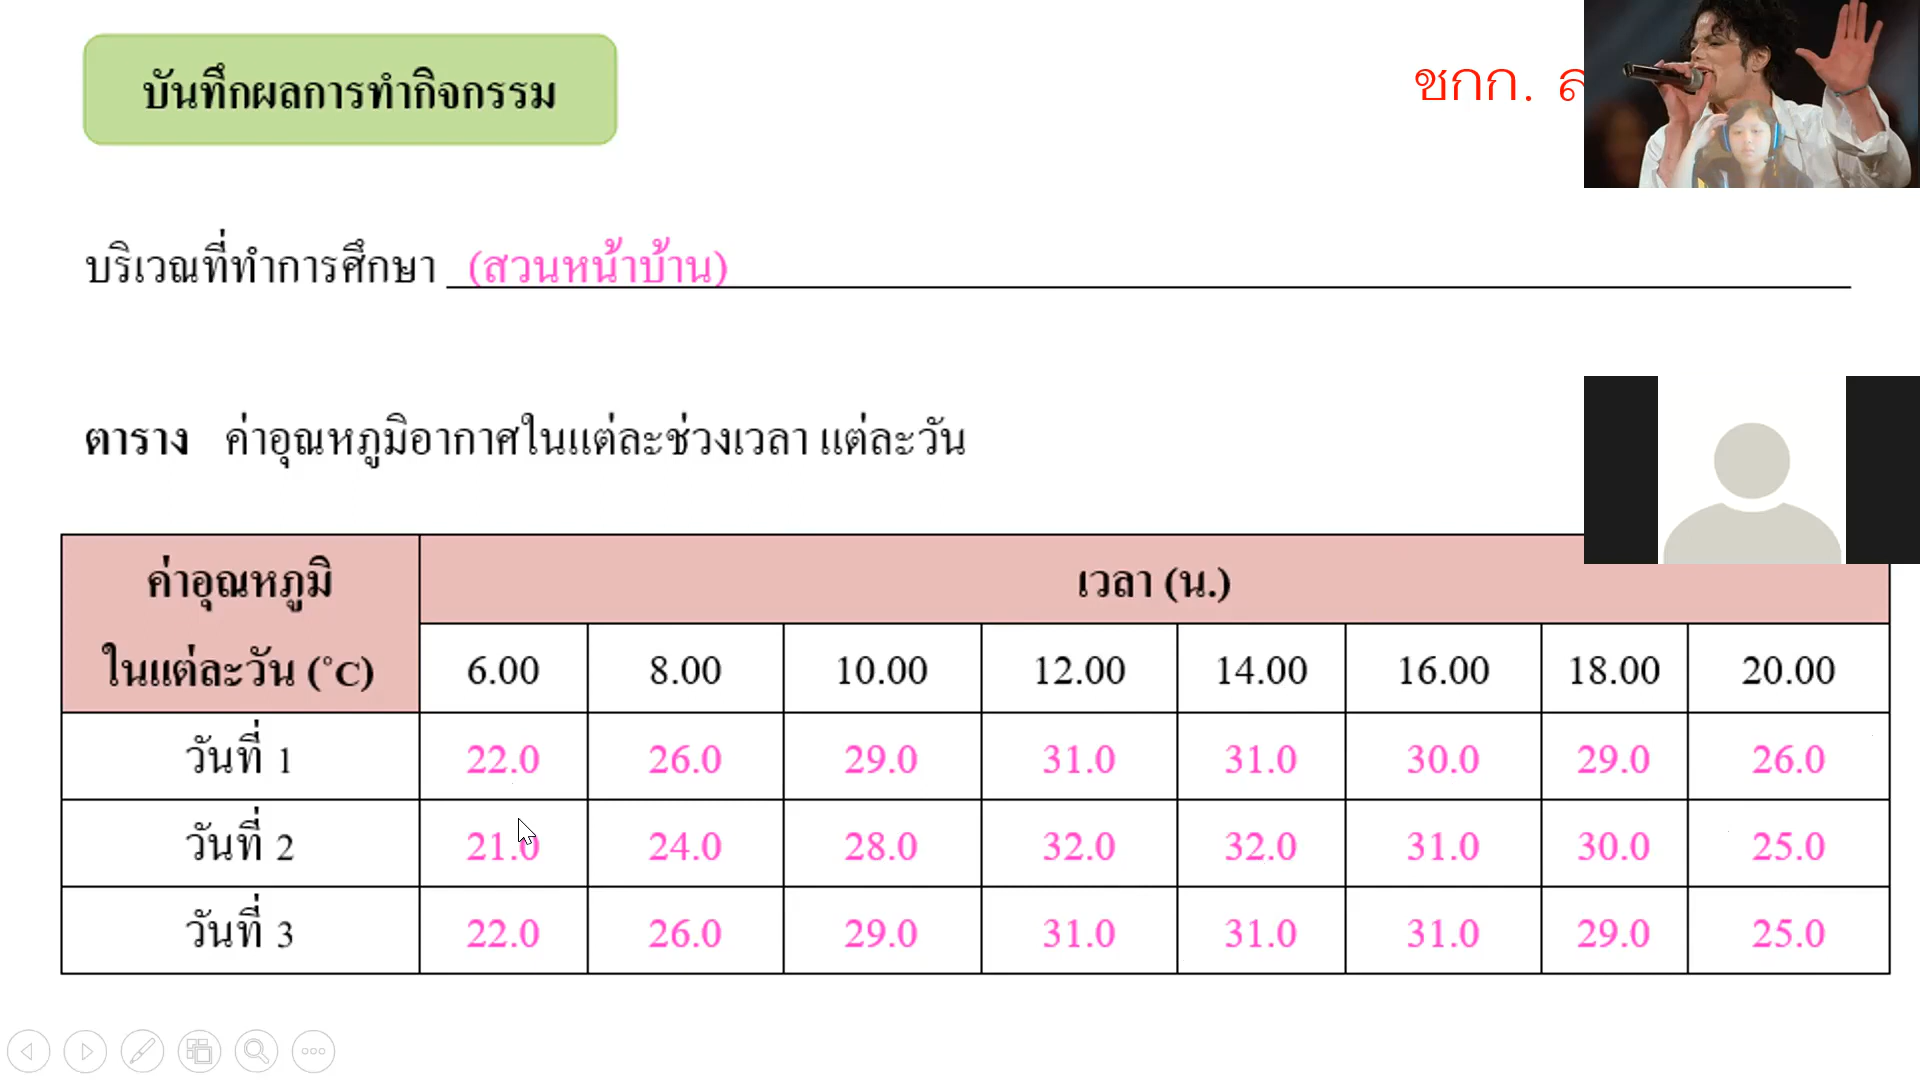 บันทึกผลการทำกิจกรรม
ชกก.
บริเวณที่ทำการศึกษา (สวนหน้าบ้าน)
ตาราง ค่าอุณหภูมิอากาศในแต่ละช่วงเวลา แต่ละวัน
ค่าอุณหภูมิ เวลา (น.)
ในแต่ละวัน (°C) 6.00 8.00 10.00 12.00 14.00 16.00 18.00 20.00
วันที่ 1 22.0 26.0 29.0 31.0 31.0 30.0 29.0 26.0
วันที่ 2 21.0 24.0 28.0 32.0 32.0 31.0 30.0 25.0
วันที่ 3 22.0 26.0 29.0 31.0 31.0 31.0 29.0 25.0